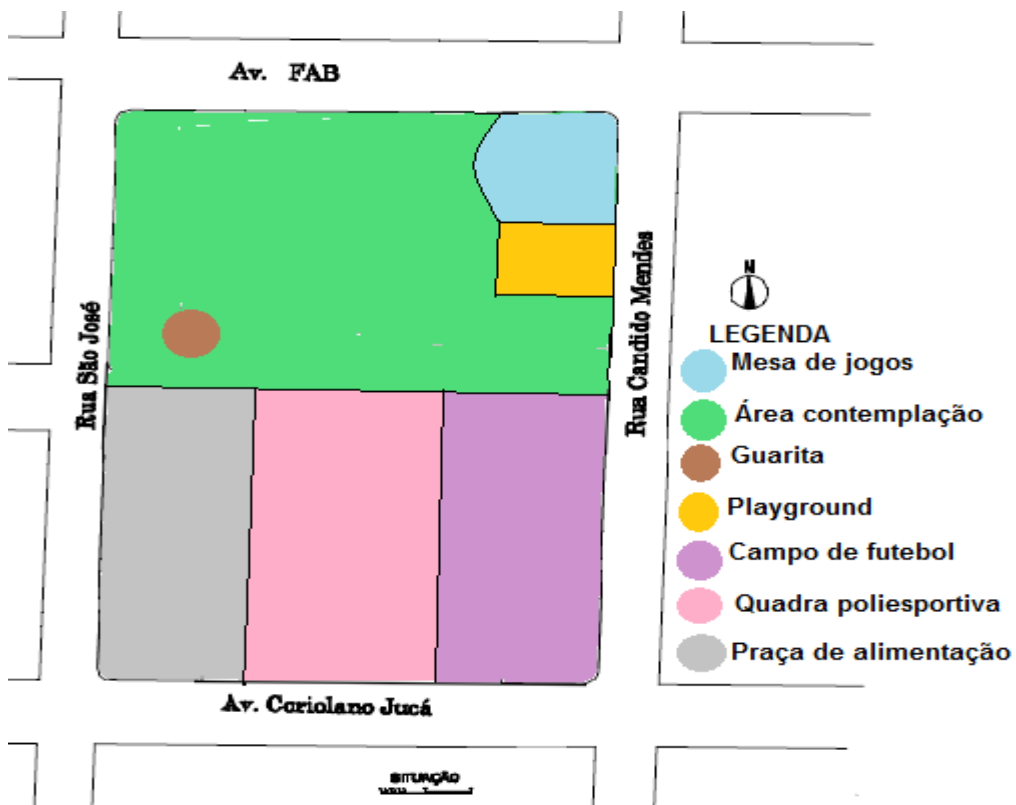 Av. FAB
Rua São José
Rua Candido Mendes
N
LEGENDA
Mesa de jogos
Área contemplação
Guarita
Playground
Campo de futebol
Quadra poliesportiva
Praça de alimentação
Av. Coriolano Jucá
SITUAÇÃO